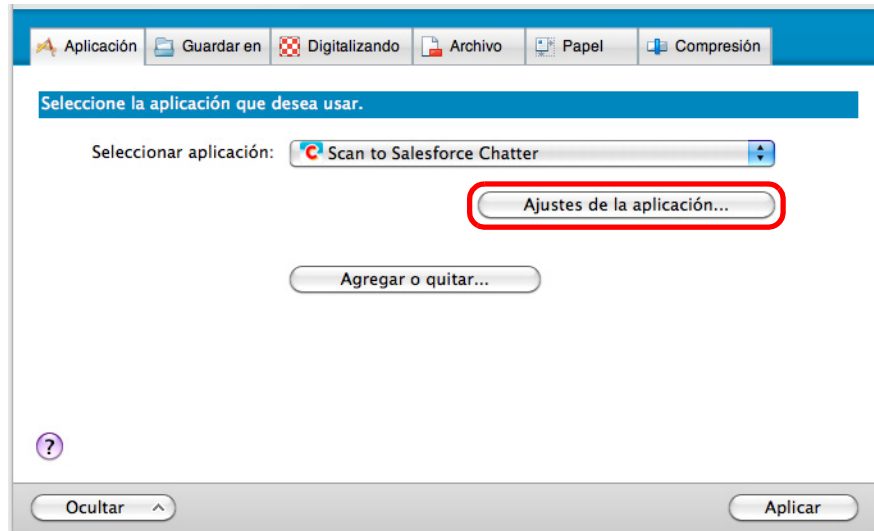 Aplicación Guardar en Digitalizando Archivo Papel Compresión
Seleccione la aplicación que desea usar.
Seleccionar aplicación: Scan to Salesforce Chatter
Ajustes de la aplicación...
Agregar o quitar...
?
Ocultar Aplicar